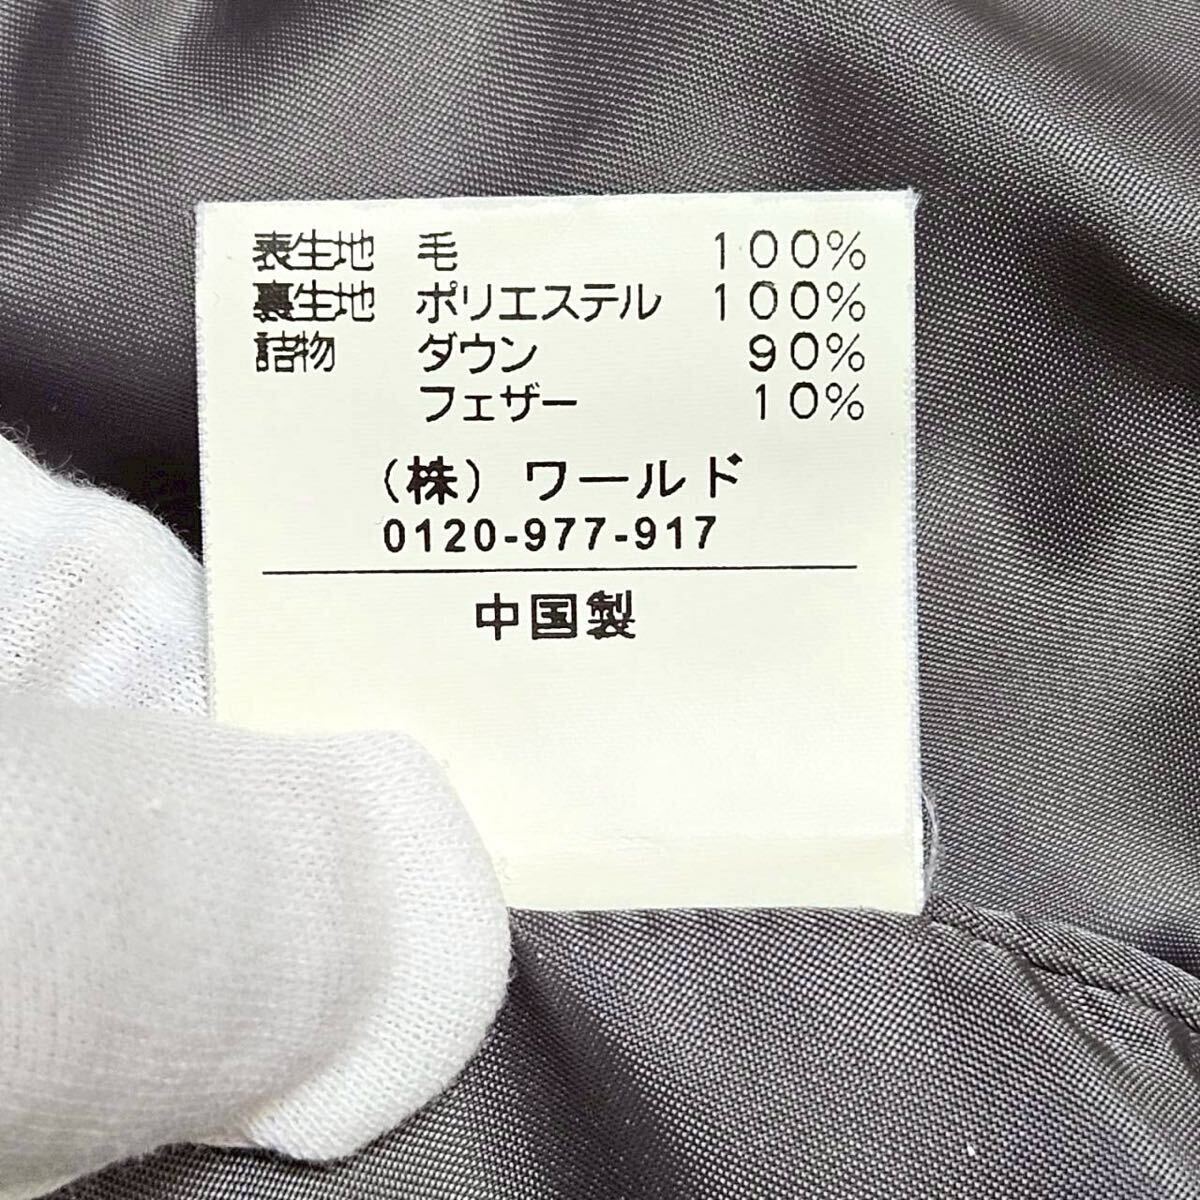 表生地 毛 100%
裏生地 ポリエステル 100%
詰物 ダウン 90%
フェザー 10%
(株) ワールド
0120-977-917
中国製